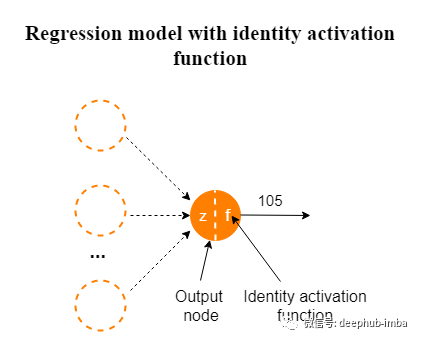 Regression model with identity activation
function
z
f
105
...
Output
node
Identity activation
function
微信号: deephub-imba